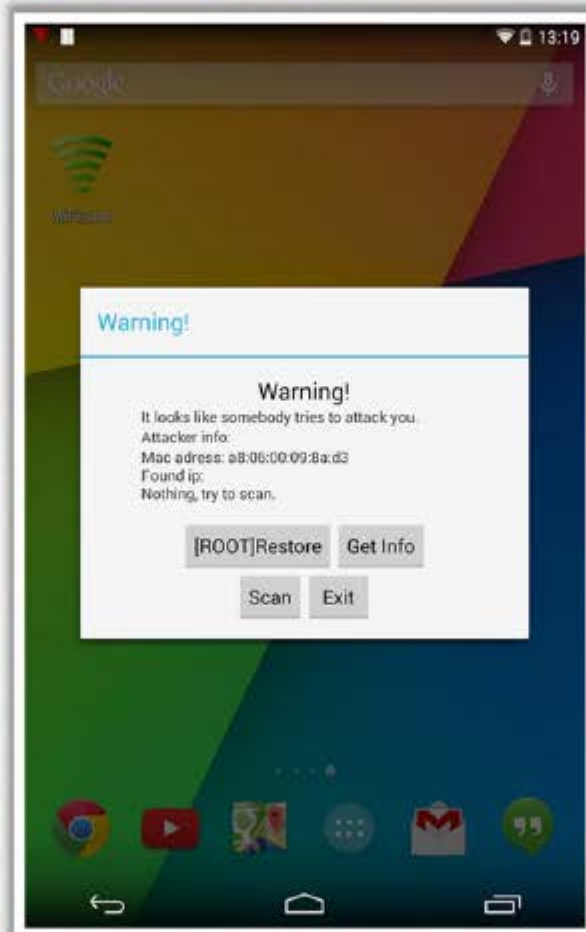 13:19
Google
Warning!
Warning!
It looks like somebody tries to attack you.
Attacker info:
Mac adress: a8:06:00:09:8a:d3
Found ip:
Nothing, try to scan.
[ROOT]Restore
Get Info
Scan
Exit